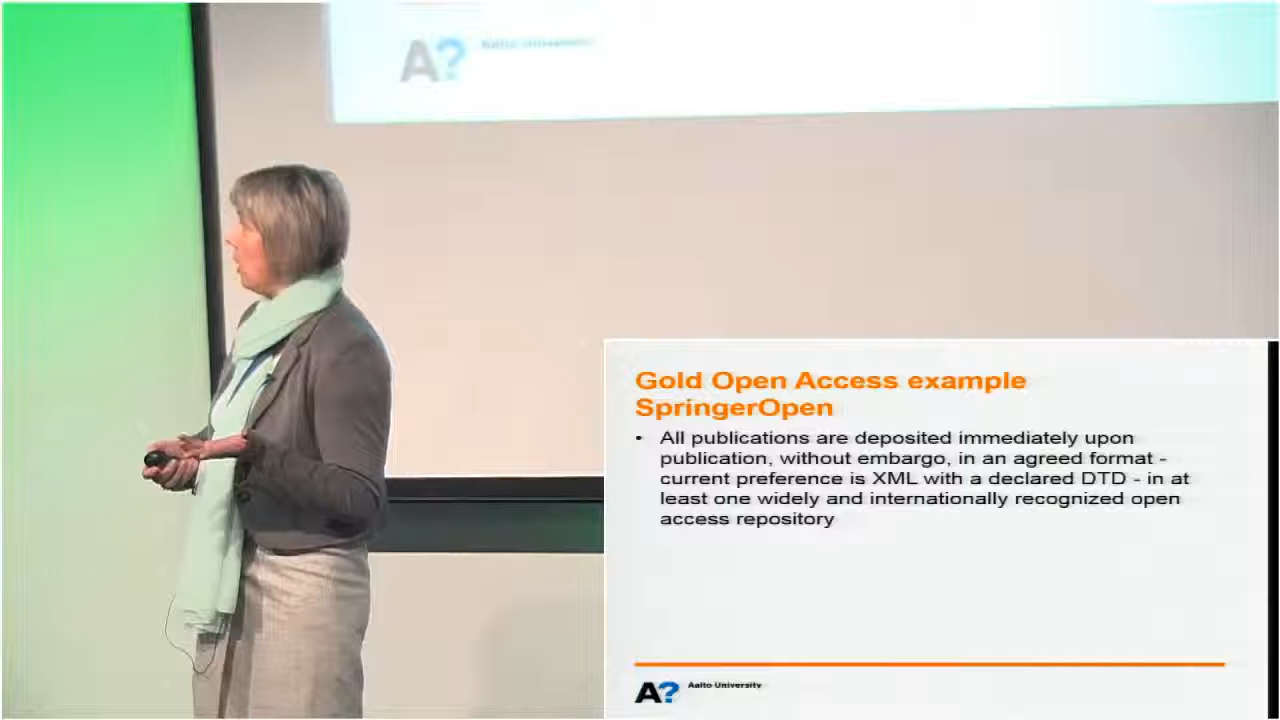 A?
Aalto University
Gold Open Access example
SpringerOpen
• All publications are deposited immediately upon
publication, without embargo, in an agreed format -
current preference is XML with a declared DTD - in at
least one widely and internationally recognized open
access repository
A?
Aalto University